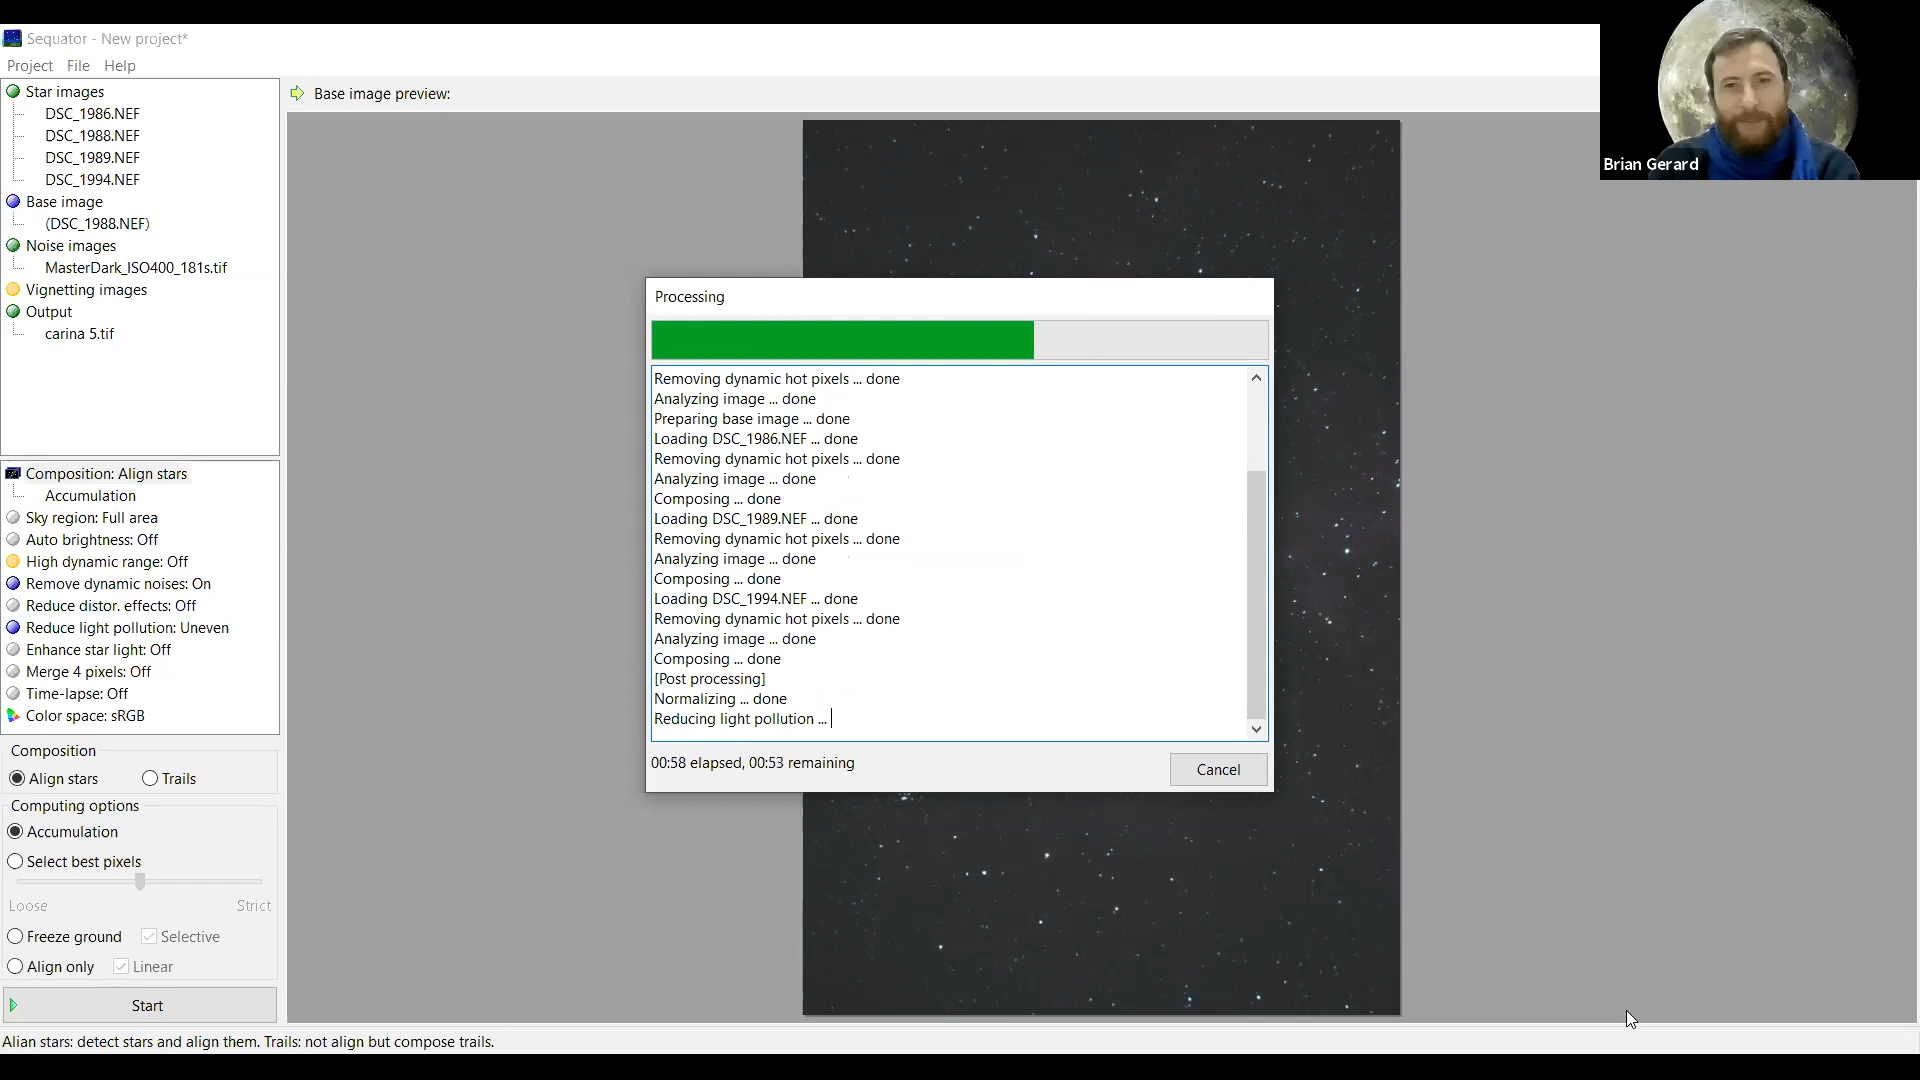 Sequator - New project*
Project File Help
Star images
DSC_1986.NEF
DSC_1988.NEF
DSC_1989.NEF
DSC_1994.NEF
Base image
(DSC_1988.NEF)
Noise images
MasterDark_ISO400_181s.tif
Vignetting images
Output
carina 5.tif
Composition: Align stars
Accumulation
Sky region: Full area
Auto brightness: Off
High dynamic range: Off
Remove dynamic noises: On
Reduce distor. effects: Off
Reduce light pollution: Uneven
Enhance star light: Off
Merge 4 pixels: Off
Time-lapse: Off
Color space: sRGB
Composition
Align stars Trails
Computing options
Accumulation
Select best pixels
Loose Strict
Freeze ground Selective
Align only Linear
Start
Alian stars: detect stars and align them. Trails: not align but compose trails.
Base image preview:
Processing
Removing dynamic hot pixels ... done
Analyzing image ... done
Preparing base image ... done
Loading DSC_1986.NEF ... done
Removing dynamic hot pixels ... done
Analyzing image ... done
Composing ... done
Loading DSC_1989.NEF ... done
Removing dynamic hot pixels ... done
Analyzing image ... done
Composing ... done
Loading DSC_1994.NEF ... done
Removing dynamic hot pixels ... done
Analyzing image ... done
Composing ... done
[Post processing]
Normalizing ... done
Reducing light pollution ...
00:58 elapsed, 00:53 remaining
Cancel
Brian Gerard